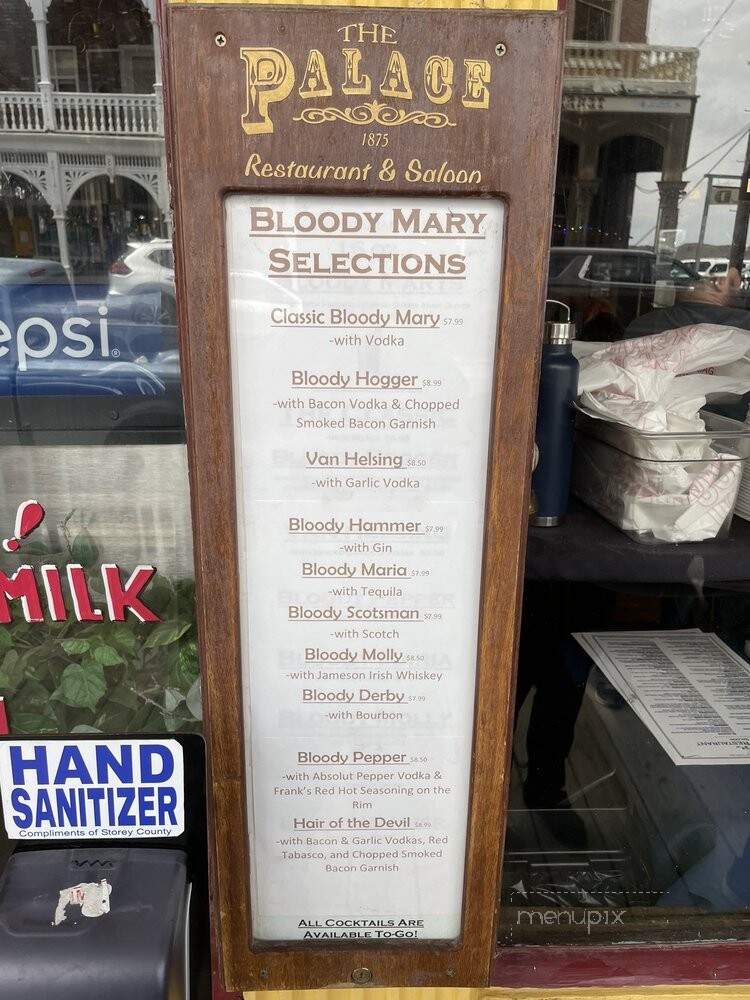 THE
PALACE
1875
Restaurant & Saloon
BLOODY MARY
SELECTIONS
Classic Bloody Mary $7.99
-with Vodka
Bloody Hogger $8.99
-with Bacon Vodka & Chopped
Smoked Bacon Garnish
Van Helsing $8.50
-with Garlic Vodka
Bloody Hammer $7.99
-with Gin
Bloody Maria $7.99
-with Tequila
Bloody Scotsman $7.99
-with Scotch
Bloody Molly $8.50
-with Jameson Irish Whiskey
Bloody Derby $7.99
-with Bourbon
Bloody Pepper $8.50
-with Absolut Pepper Vodka &
Frank's Red Hot Seasoning on the
Rim
Hair of the Devil $8.99
-with Bacon & Garlic Vodkas, Red
Tabasco, and Chopped Smoked
Bacon Garnish
ALL COCKTAILS ARE
AVAILABLE TO-GO!
epsi
!
MILK
HAND
SANITIZER
Compliments of Storey County
RESTAURANT
menupix